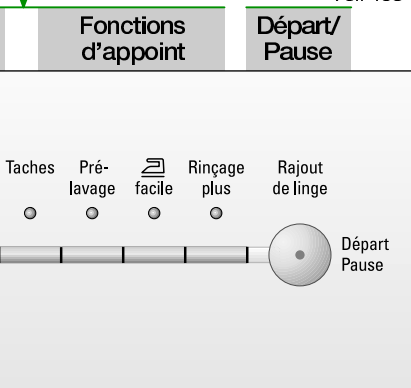 Fonctions
d'appoint
Départ/
Pause
Taches
Pré-
lavage
facile
Rinçage
plus
Rajout
de linge
Départ
Pause